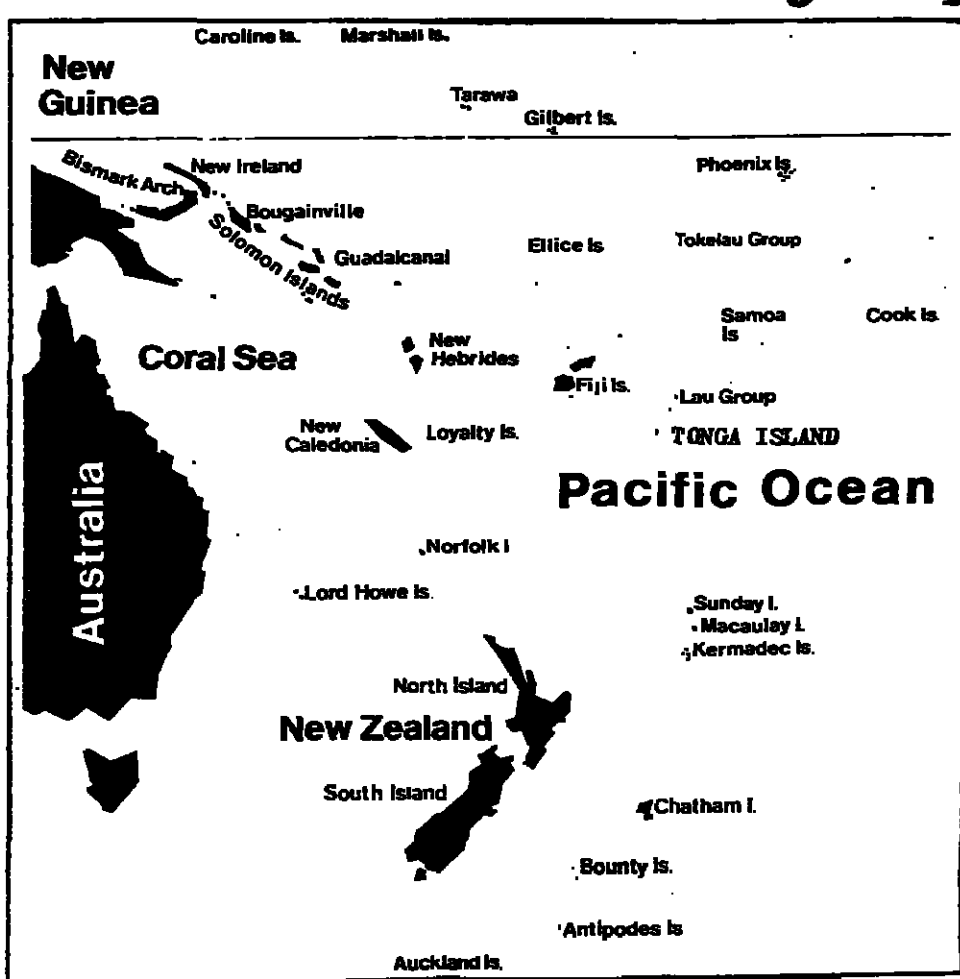 Caroline Is. Marshall Is.
New
Guinea
Tarawa
Gilbert Is.
Bismark Arch
New Ireland
Phoenix Is
Bougainville
Solomon Islands
Guadalcanal
Ellice Is
Tokelau Group
Samoa
Is
Cook Is.
Coral Sea
New
Hebrides
Fiji Is.
Lau Group
New
Caledonia
Loyalty Is.
TONGA ISLAND
Pacific Ocean
Australia
Norfolk I
Lord Howe Is.
Sunday I.
Macaulay I.
Kermadec Is.
North Island
New Zealand
South Island
Chatham I.
Bounty Is.
Antipodes Is
Auckland Is.